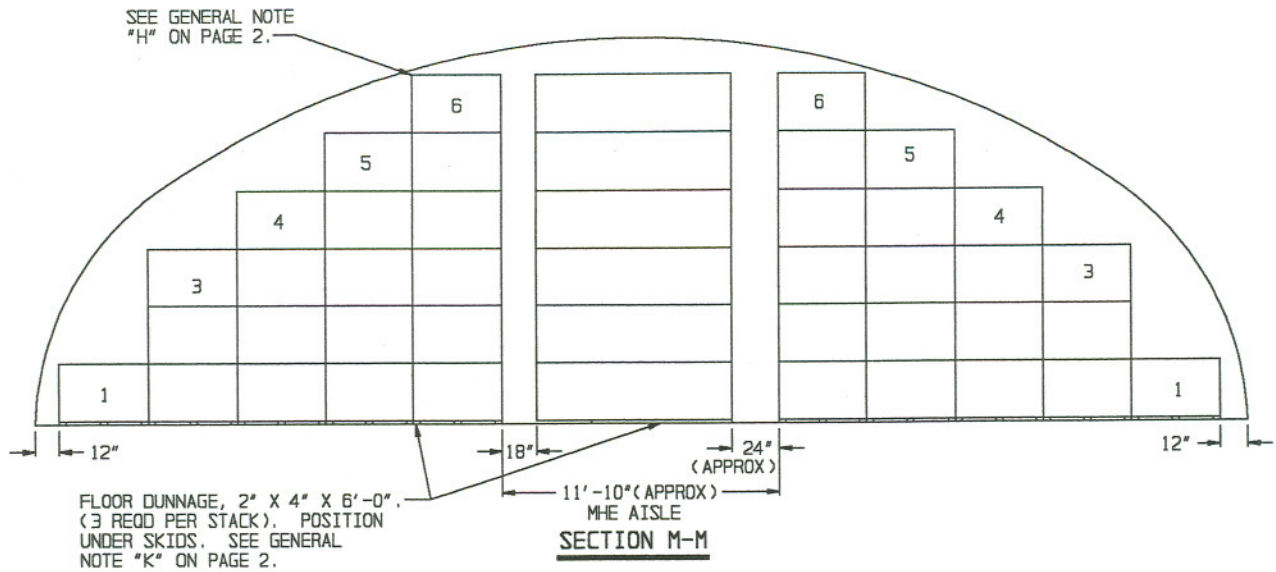 SEE GENERAL NOTE
"H" ON PAGE 2.
6
6
5
5
4
4
3
3
1
1
12"
18"
24"
(APPROX)
12"
11'-10"(APPROX)
MHE AISLE
FLOOR DUNNAGE, 2" X 4" X 6'-0".
(3 REQD PER STACK). POSITION
UNDER SKIDS. SEE GENERAL
NOTE "K" ON PAGE 2.
SECTION M-M